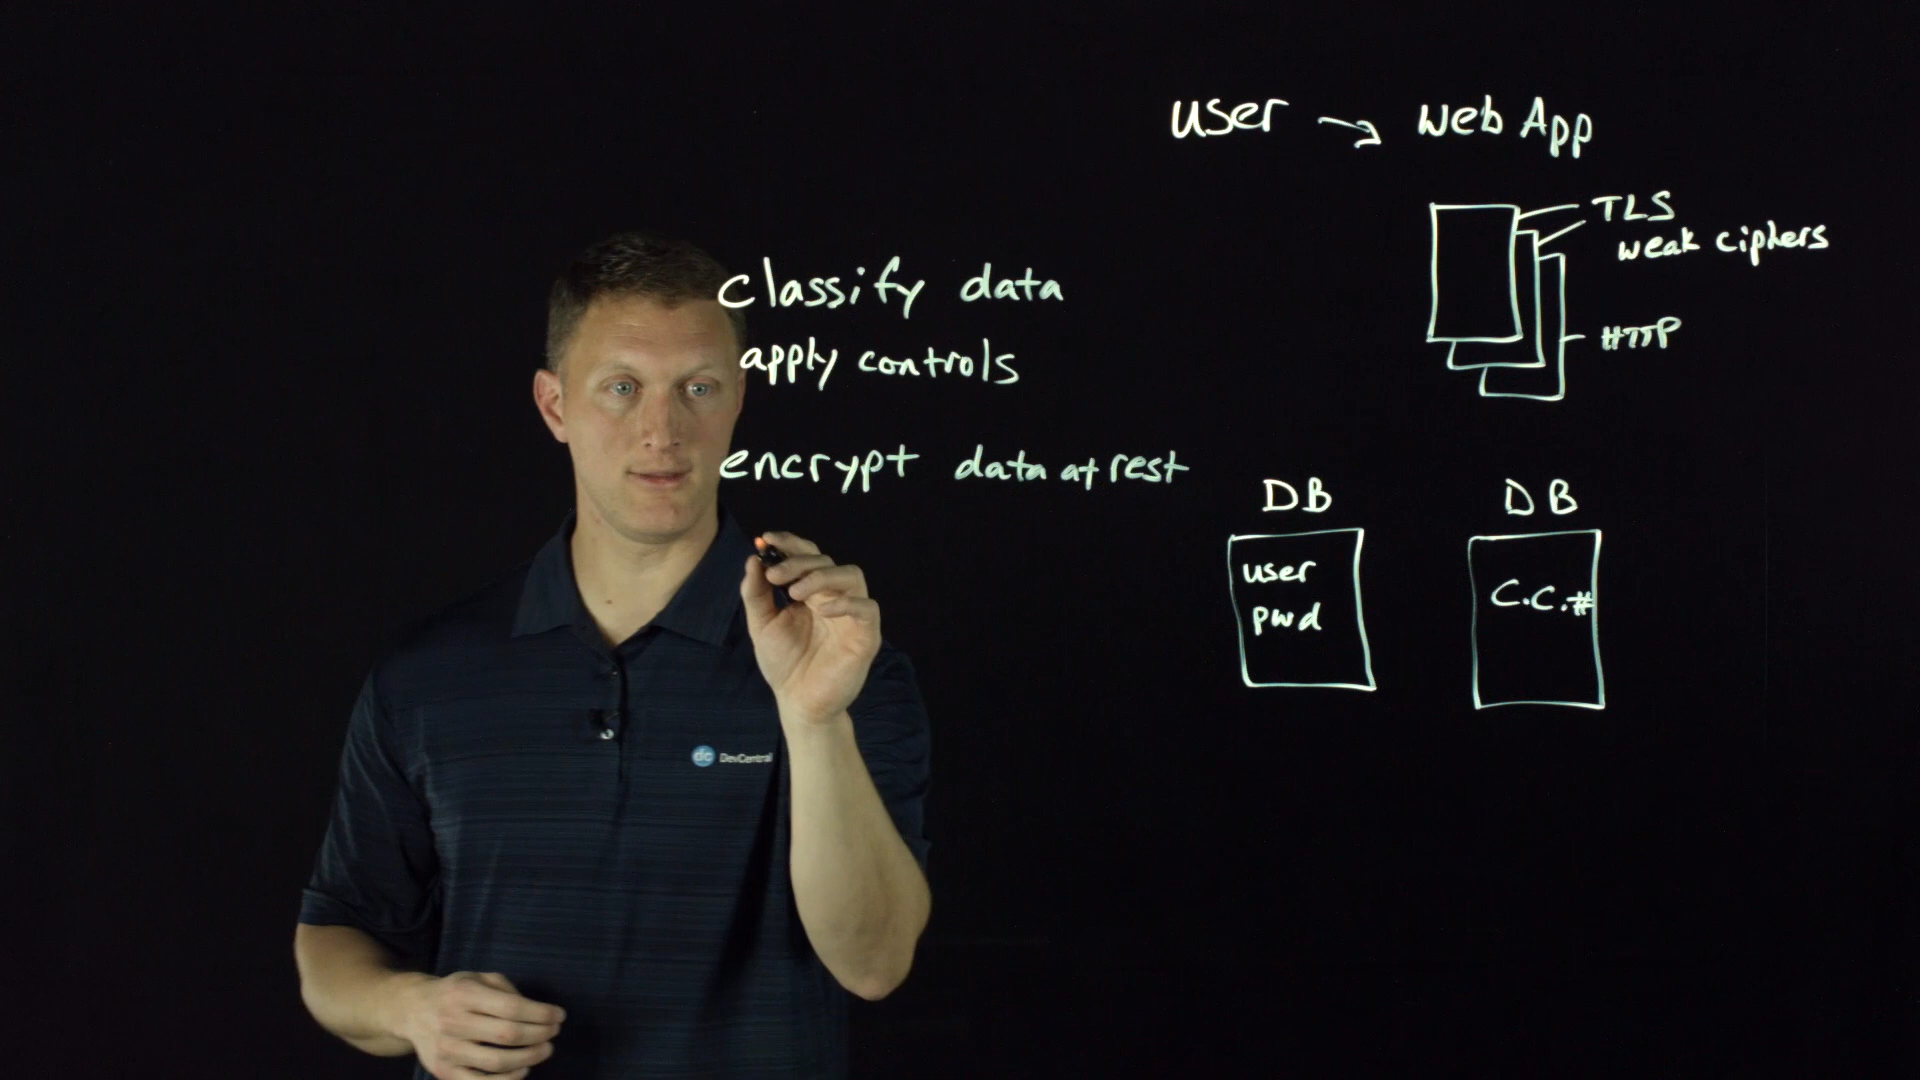 user → web App
TLS
weak ciphers
HTTP
classify data
apply controls
encrypt data at rest
DB
user
pwd
DB
C.C.#
dc DevCentral